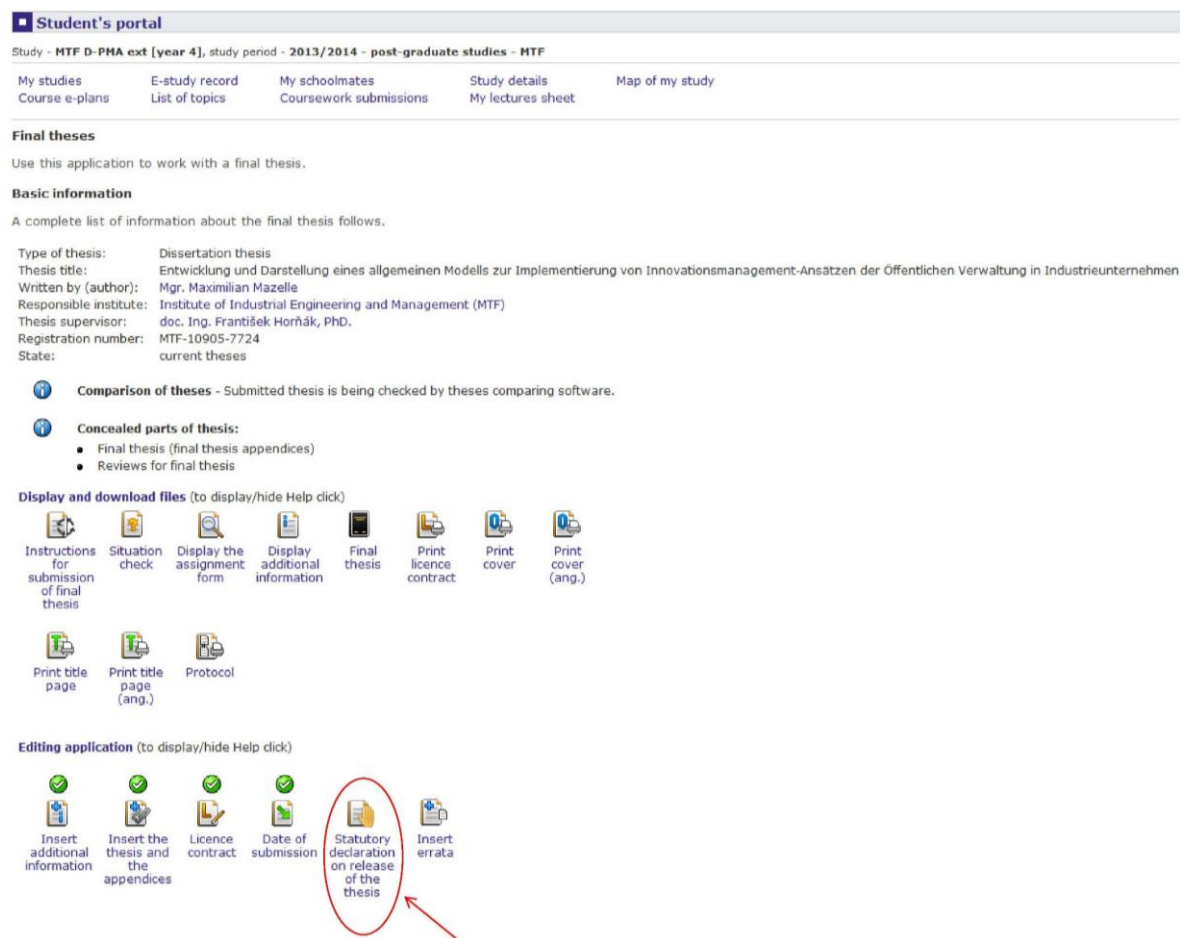 Student's portal
Study - MTF D-PMA ext [year 4], study period - 2013/2014 - post-graduate studies - MTF
My studies E-study record My schoolmates Study details Map of my study
Course e-plans List of topics Coursework submissions My lectures sheet
Final theses
Use this application to work with a final thesis.
Basic information
A complete list of information about the final thesis follows.
Type of thesis: Dissertation thesis
Thesis title: Entwicklung und Darstellung eines allgemeinen Modells zur Implementierung von Innovationsmanagement-Ansätzen der Öffentlichen Verwaltung in Industrieunternehmen
Written by (author): Mgr. Maximilian Mazelle
Responsible institute: Institute of Industrial Engineering and Management (MTF)
Thesis supervisor: doc. Ing. František Horňák, PhD.
Registration number: MTF-10905-7724
State: current theses
Comparison of theses - Submitted thesis is being checked by theses comparing software.
Concealed parts of thesis:
Final thesis (final thesis appendices)
Reviews for final thesis
Display and download files (to display/hide Help click)
Instructions for submission of final thesis
Situation check
Display the assignment form
Display additional information
Final thesis
Print licence contract
Print cover
Print cover (ang.)
Print title page
Print title page (ang.)
Protocol
Editing application (to display/hide Help click)
Insert additional information
Insert the thesis and the appendices
Licence contract
Date of submission
Statutory declaration on release of the thesis
Insert errata